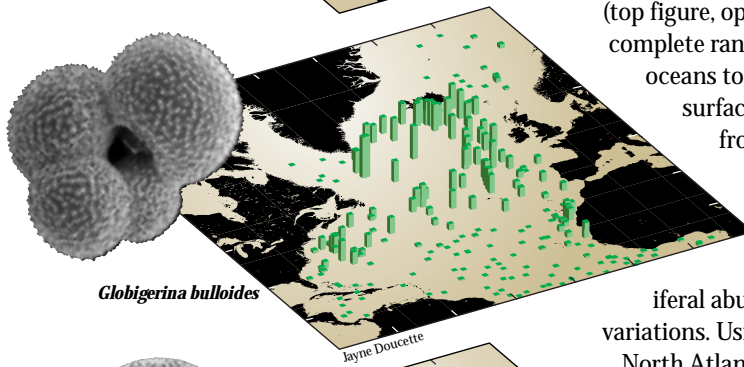 (top figure, op
complete ran
oceans to
surfac
fro
Globigerina bulloides
Jayne Doucette
iferal abu
variations. Usi
North Atlan